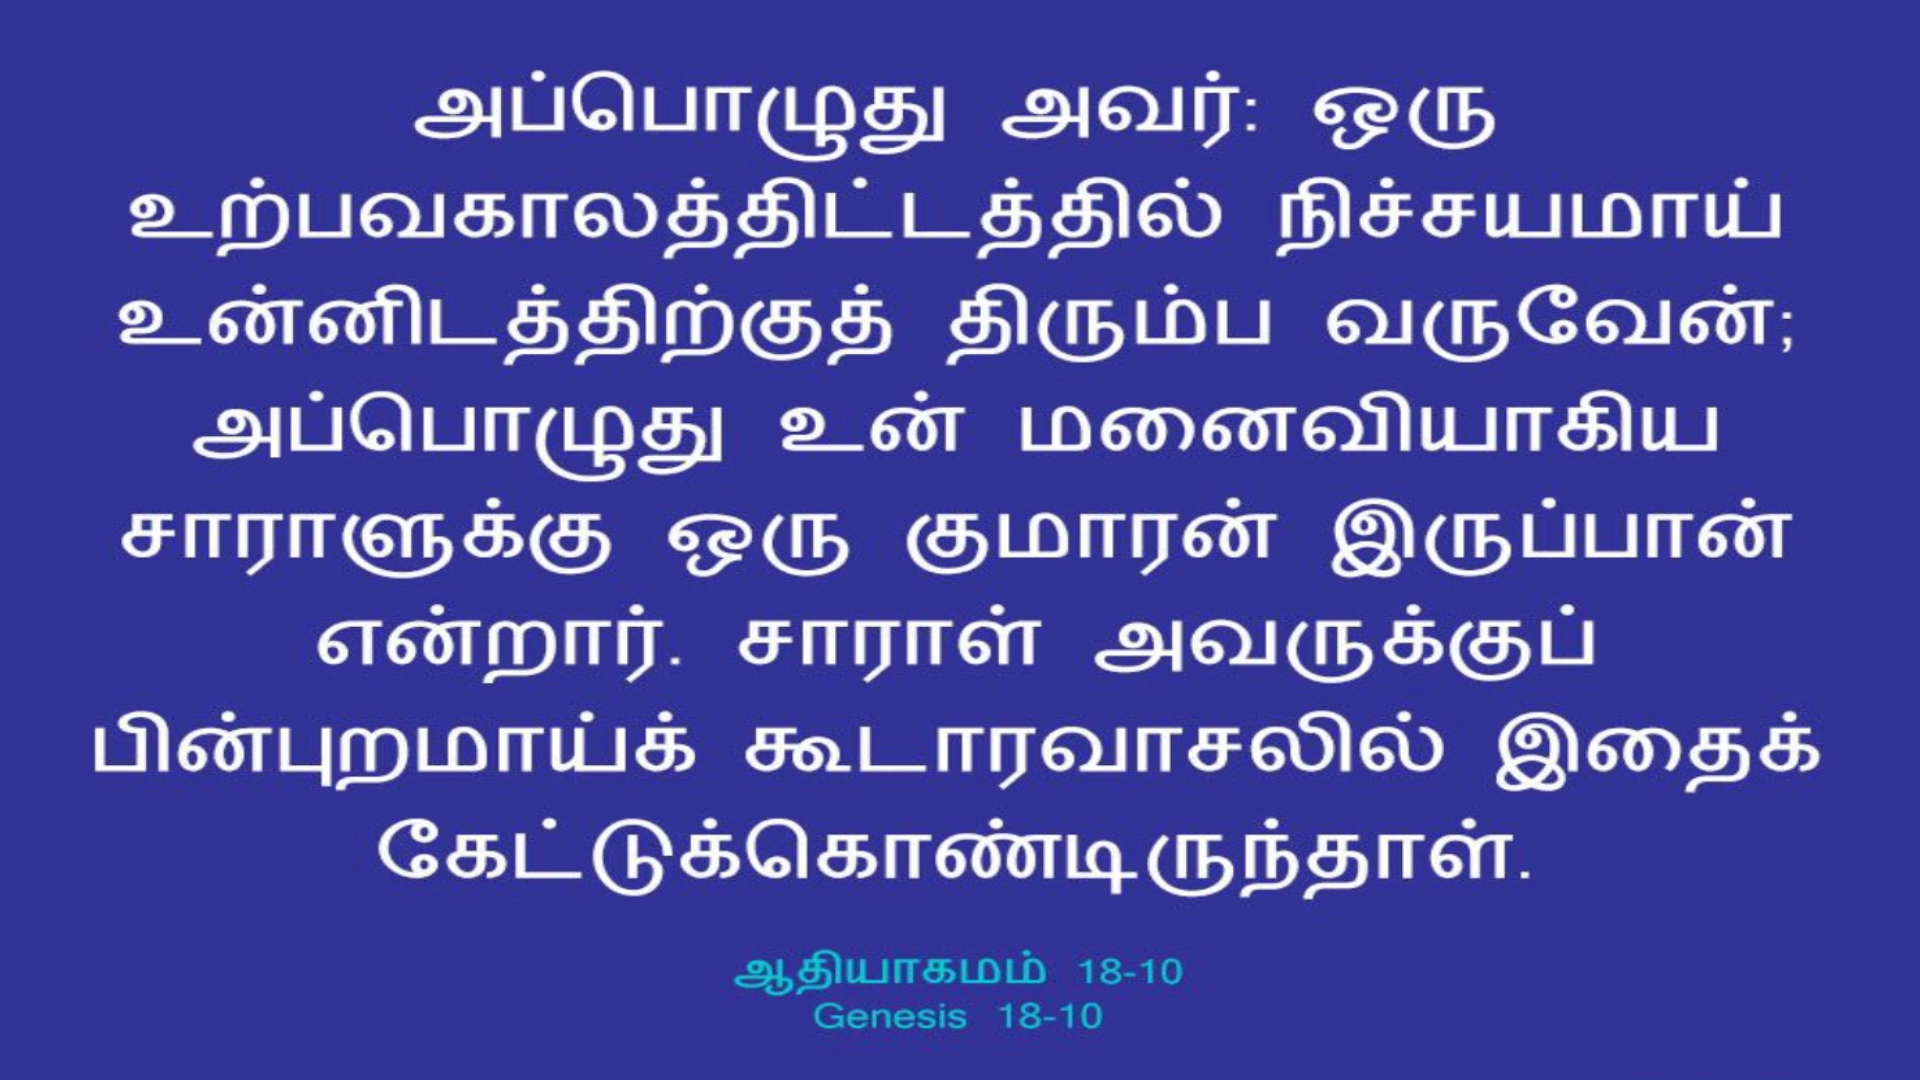 அப்பொழுது அவர்: ஒரு
உற்பவகாலத்திட்டத்தில் நிச்சயமாய்
உன்னிடத்திற்குத் திரும்ப வருவேன்;
அப்பொழுது உன் மனைவியாகிய
சாராளுக்கு ஒரு குமாரன் இருப்பான்
என்றார். சாராள் அவருக்குப்
பின்புறமாய்க் கூடாரவாசலில் இதைக்
கேட்டுக்கொண்டிருந்தாள்.
ஆதியாகமம் 18-10
Genesis 18-10